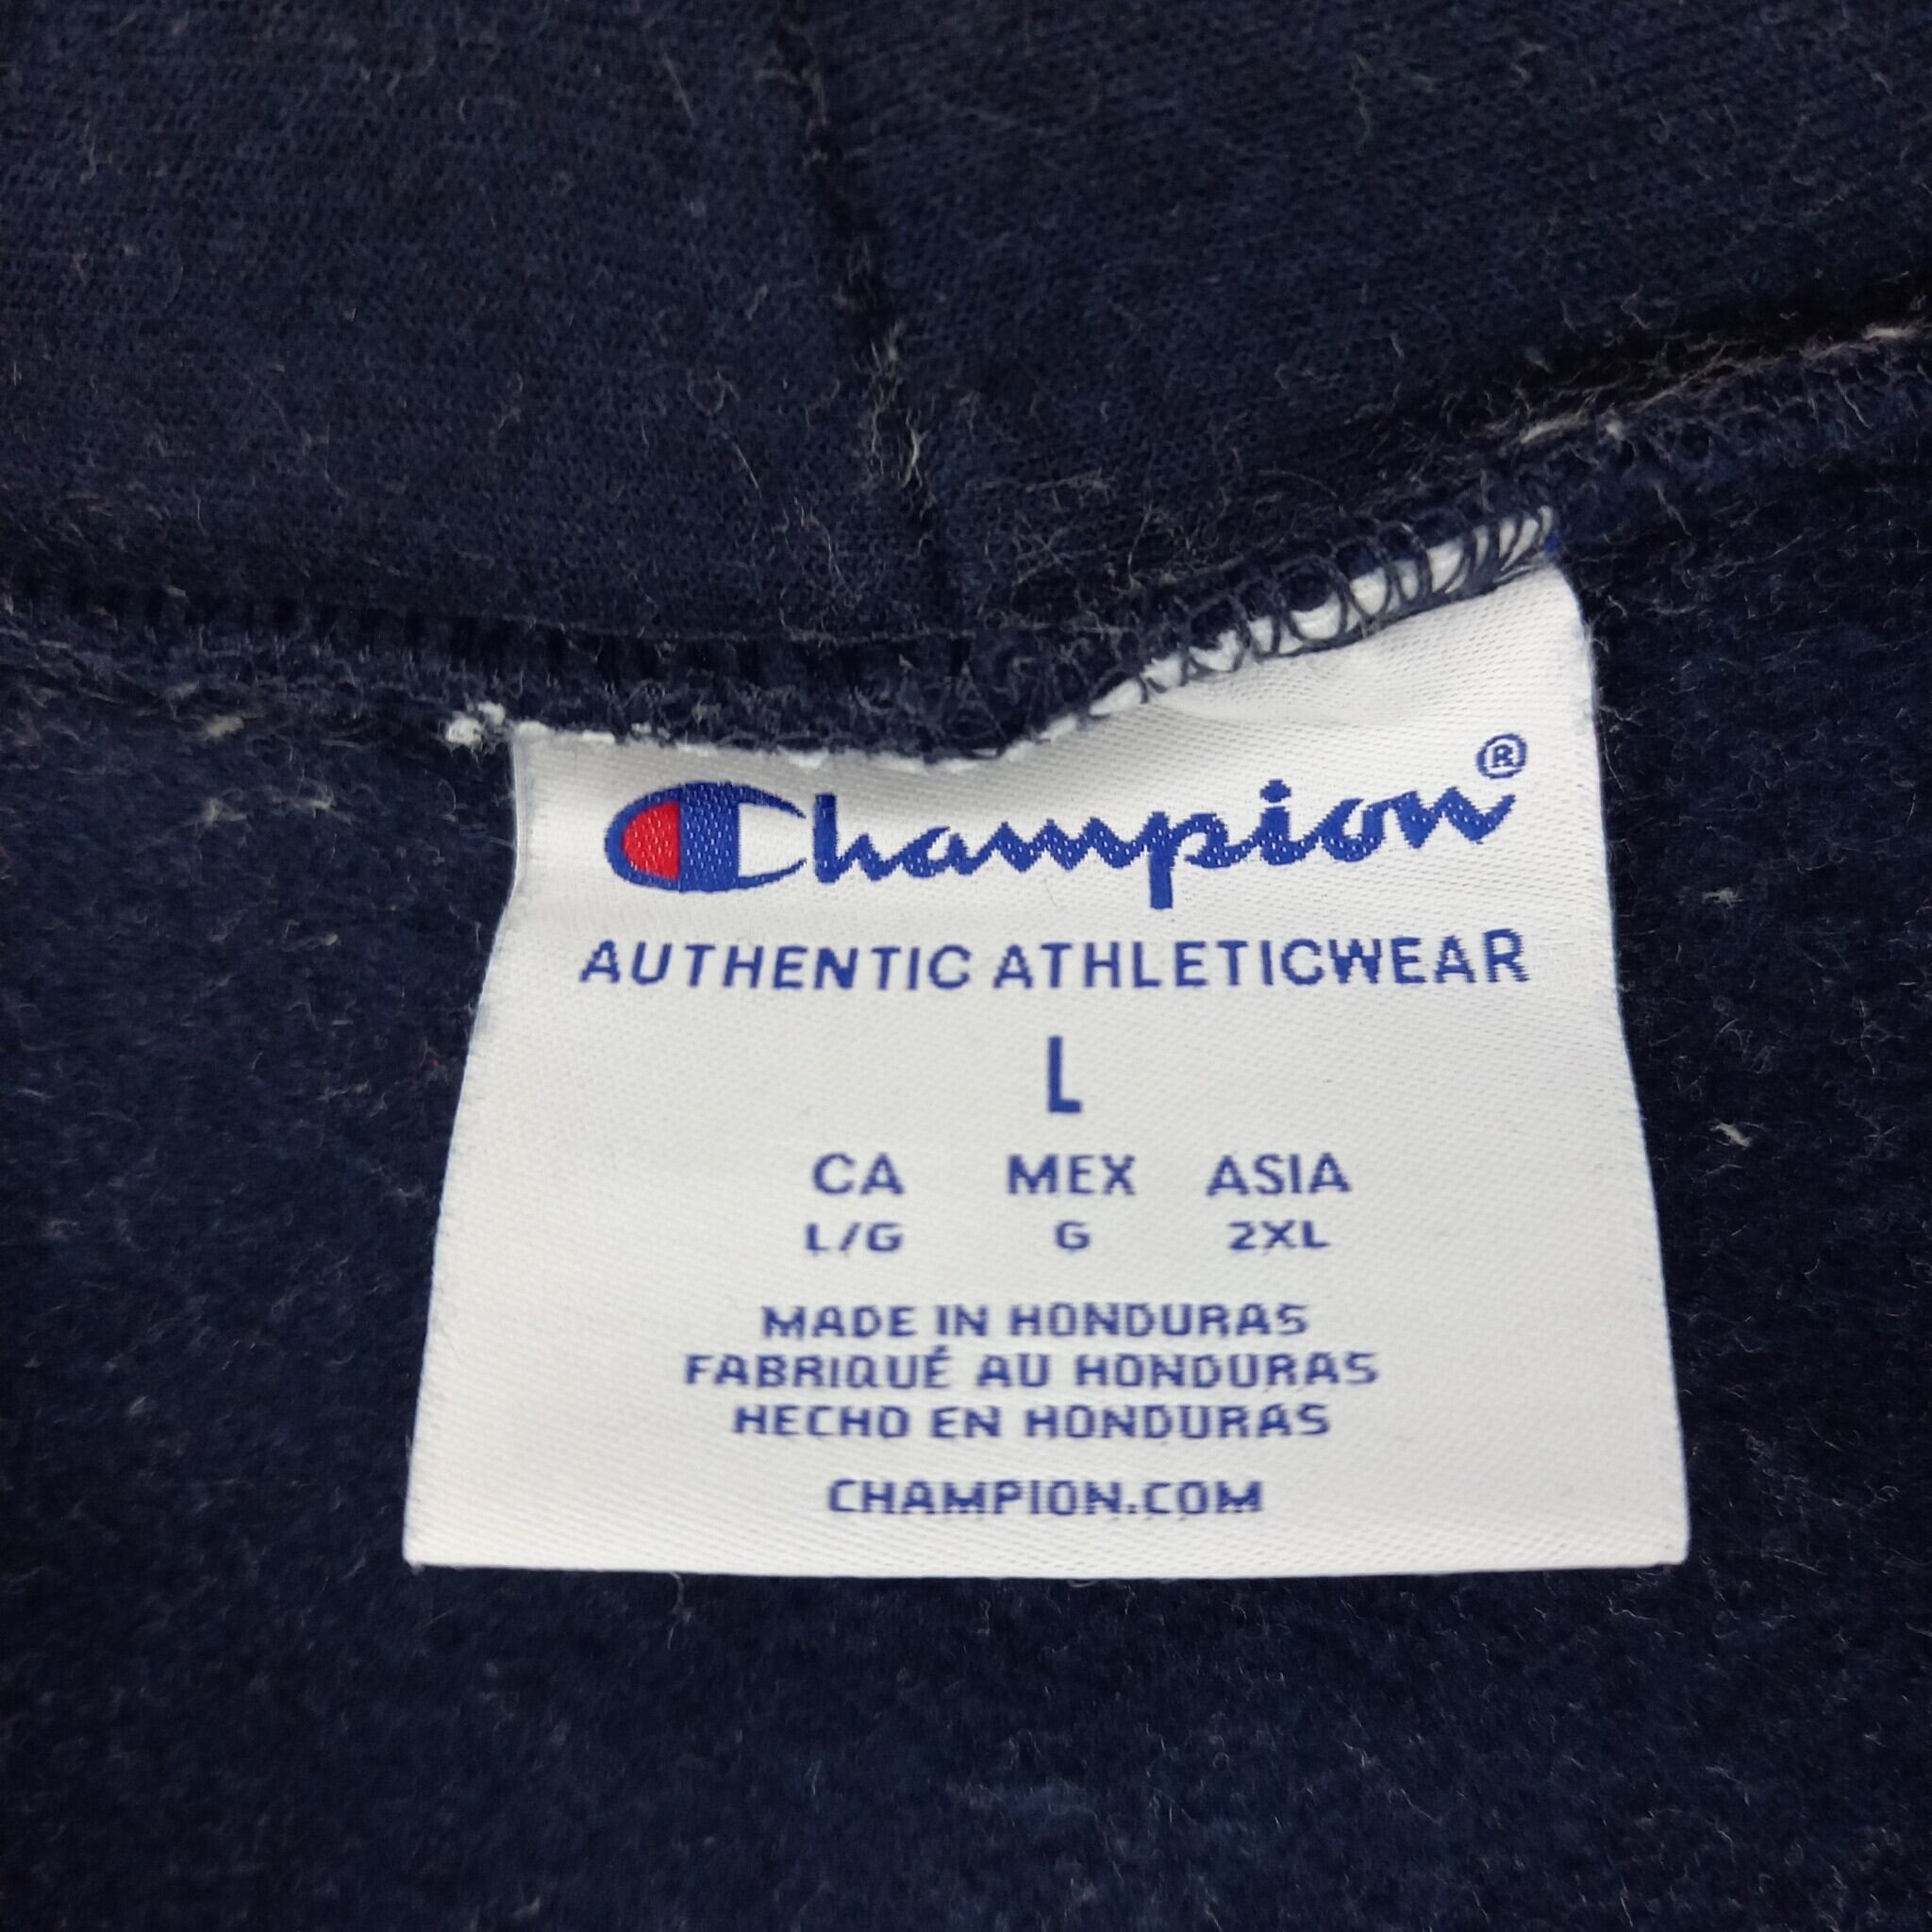 Champion®
AUTHENTIC ATHLETICWEAR
L
CA MEX ASIA
L/G G 2XL
MADE IN HONDURAS
FABRIQUÉ AU HONDURAS
HECHO EN HONDURAS
CHAMPION.COM